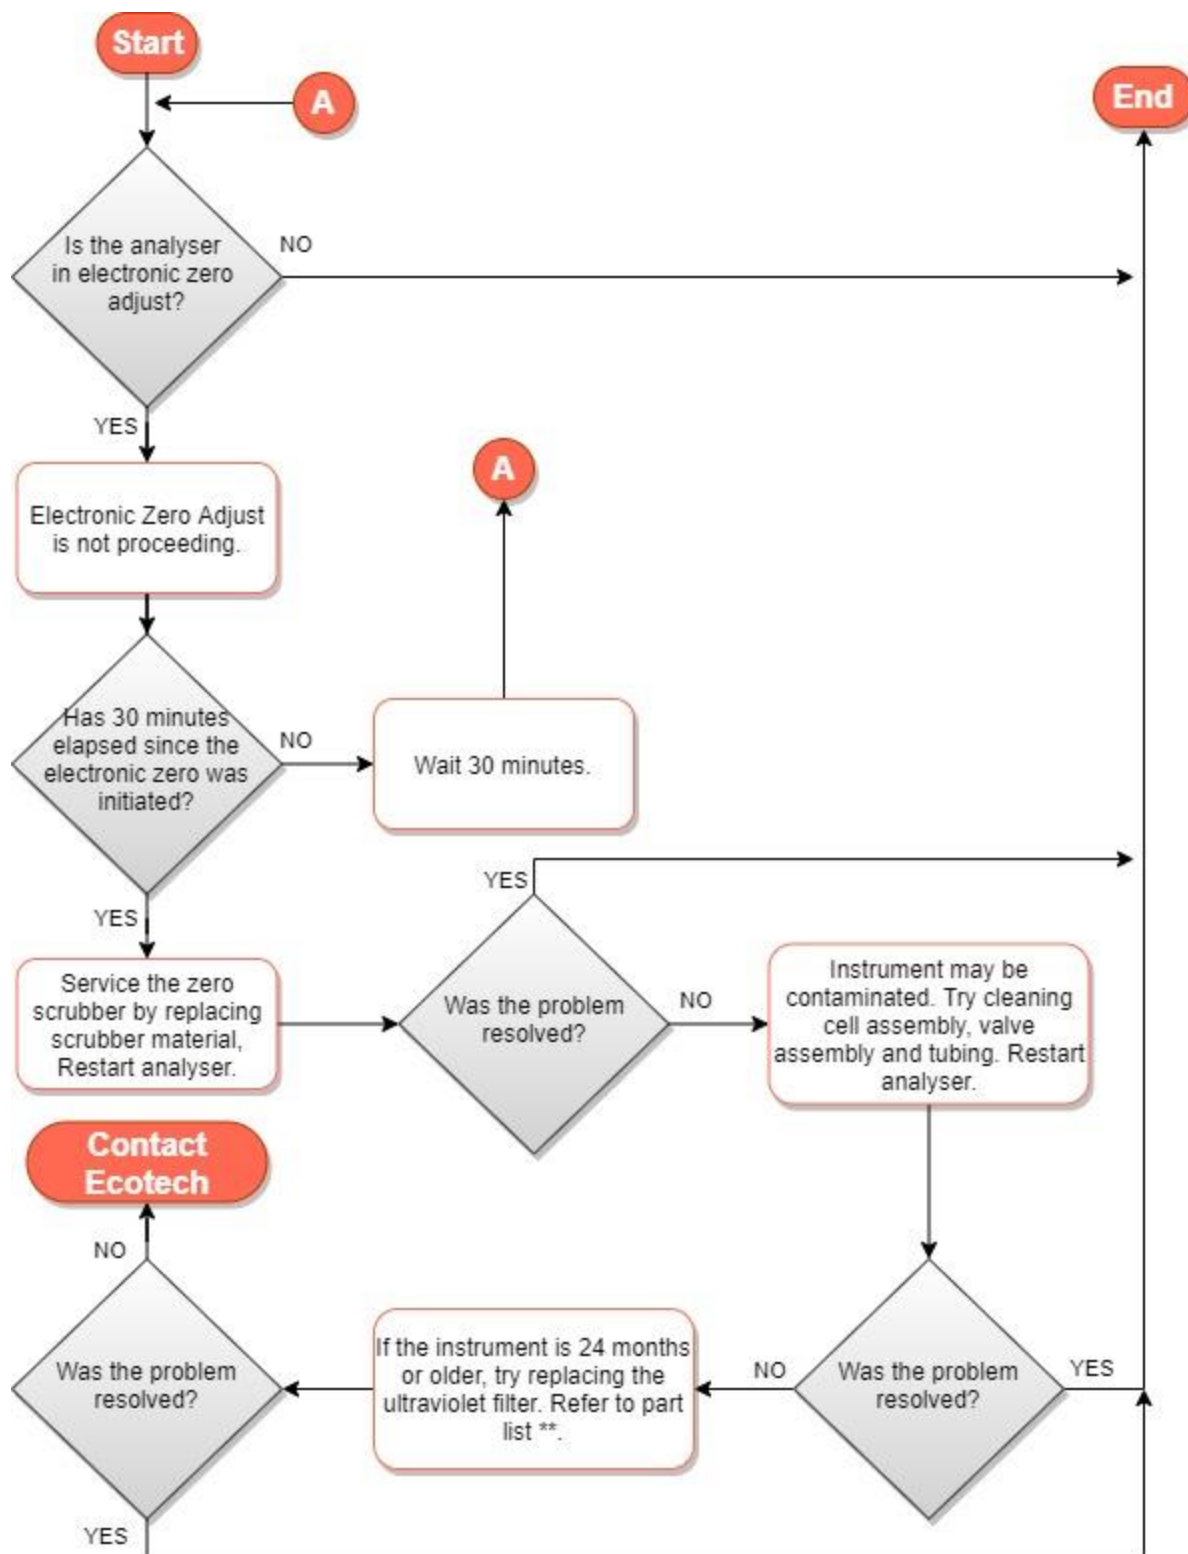 Start
A
End
Is the analyser
in electronic zero
adjust?
NO
YES
Electronic Zero Adjust
is not proceeding.
A
Has 30 minutes
elapsed since the
electronic zero was
initiated?
NO
Wait 30 minutes.
YES
Service the zero
scrubber by replacing
scrubber material,
Restart analyser.
YES
Was the problem
resolved?
NO
Instrument may be
contaminated. Try cleaning
cell assembly, valve
assembly and tubing. Restart
analyser.
Contact
Ecotech
NO
Was the problem
resolved?
YES
If the instrument is 24 months
or older, try replacing the
ultraviolet filter. Refer to part
list **.
NO
Was the problem
resolved?
YES